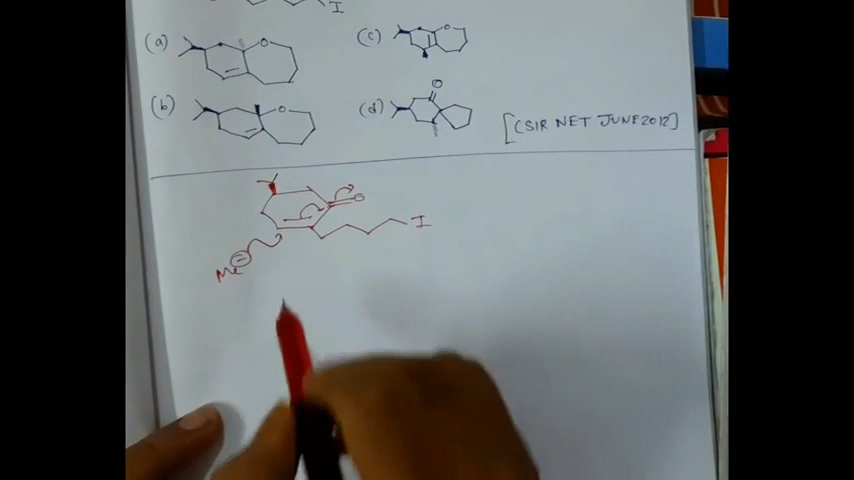 I
(a) O (c) O
(b) O (d) O [CSIR NET JUNE 2012]
O
I
Me ⊖